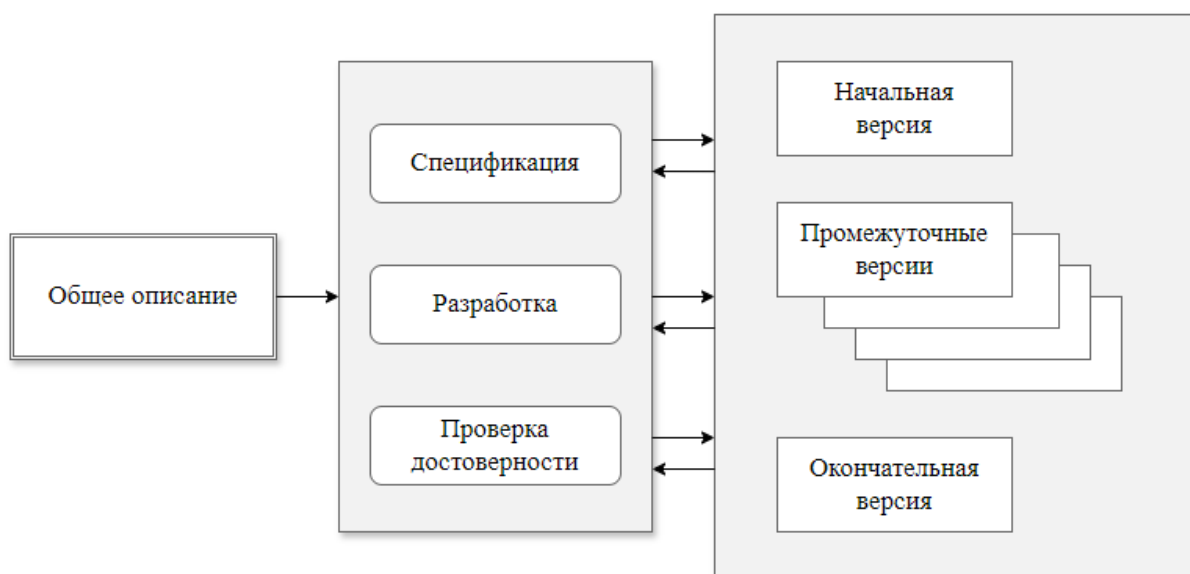 Общее описание
Спецификация
Разработка
Проверка
достоверности
Начальная
версия
Промежуточные
версии
Окончательная
версия